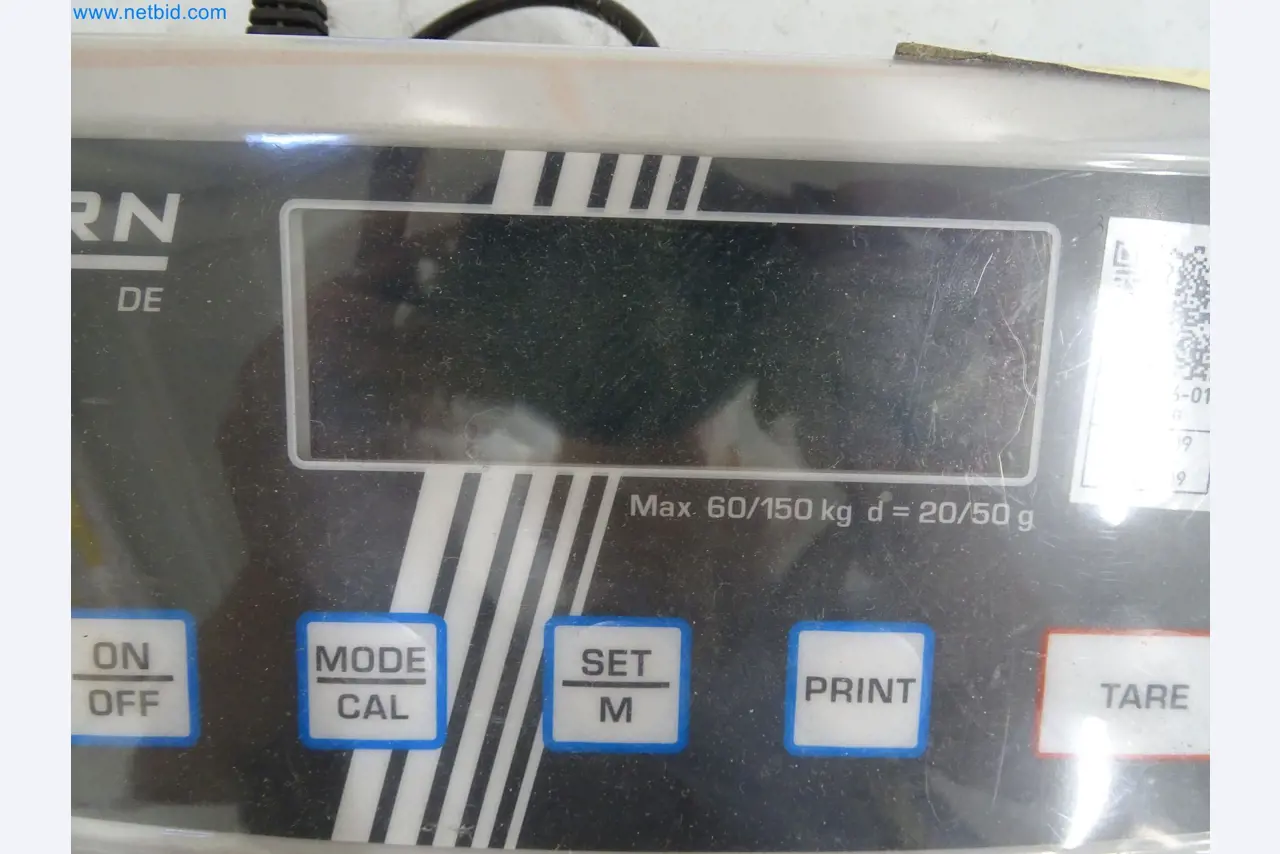 www.netbid.com
RN
DE
Max 60/150 kg d = 20/50 g
ON
OFF
MODE
CAL
SET
M
PRINT
TARE